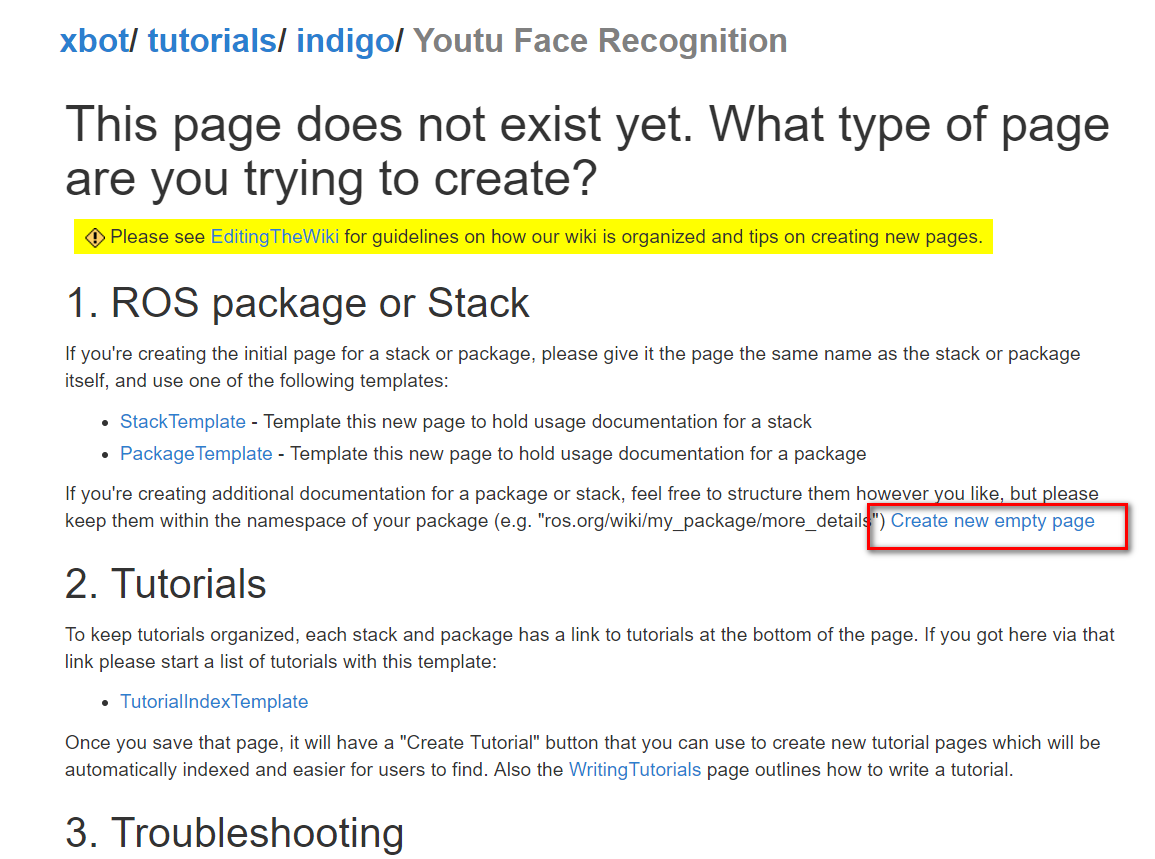 xbot/ tutorials/ indigo/ Youtu Face Recognition
This page does not exist yet. What type of page
are you trying to create?
Please see EditingTheWiki for guidelines on how our wiki is organized and tips on creating new pages.
1. ROS package or Stack
If you're creating the initial page for a stack or package, please give it the page the same name as the stack or package
itself, and use one of the following templates:
• StackTemplate - Template this new page to hold usage documentation for a stack
• PackageTemplate - Template this new page to hold usage documentation for a package
If you're creating additional documentation for a package or stack, feel free to structure them however you like, but please
keep them within the namespace of your package (e.g. "ros.org/wiki/my_package/more_details") Create new empty page
2. Tutorials
To keep tutorials organized, each stack and package has a link to tutorials at the bottom of the page. If you got here via that
link please start a list of tutorials with this template:
• TutorialIndexTemplate
Once you save that page, it will have a "Create Tutorial" button that you can use to create new tutorial pages which will be
automatically indexed and easier for users to find. Also the WritingTutorials page outlines how to write a tutorial.
3. Troubleshooting